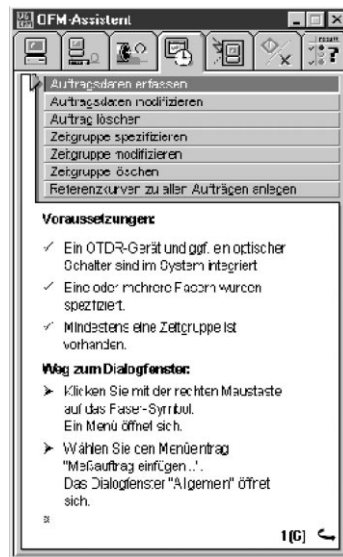 OFM-Assistent
Auftragsdaten erfassen
Auftragsdaten modifizieren
Auftrag löschen
Zeitgruppe spezifizieren
Zeitgruppe modifizieren
Zeitgruppe löschen
Referenzkurven zu allen Aufträgen anlegen
Voraussetzungen:
✓ Ein OTDR-Gerät und ggf. ein optischer
Schalter sind im System integriert
✓ Eine oder mehrere Fasern wurden
spezifiziert.
✓ Mindestens eine Zeitgruppe ist
vorhanden.
Weg zum Dialogfenster:
➤ Klicken Sie mit der rechten Maustaste
auf das Faser-Symbol.
Ein Menü öffnet sich.
➤ Wählen Sie den Menüeintrag
"Meßauftrag einfügen...".
Das Dialogfenster "Allgemein" öffnet
sich.
1(6)